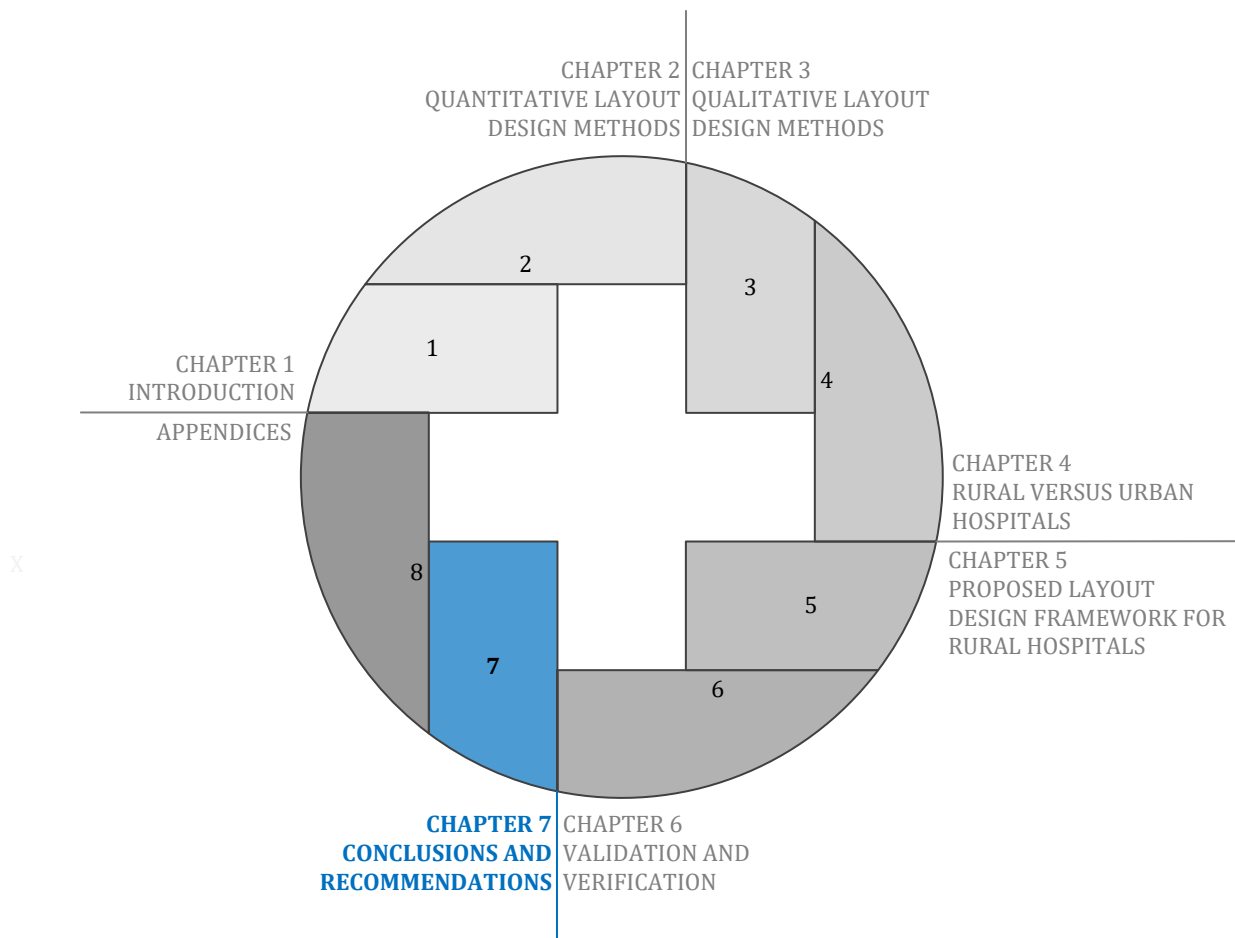 CHAPTER 2
QUANTITATIVE LAYOUT
DESIGN METHODS
CHAPTER 3
QUALITATIVE LAYOUT
DESIGN METHODS
2
3
1
4
CHAPTER 1
INTRODUCTION
APPENDICES
CHAPTER 4
RURAL VERSUS URBAN
HOSPITALS
X
8
CHAPTER 5
PROPOSED LAYOUT
DESIGN FRAMEWORK FOR
RURAL HOSPITALS
5
7
6
CHAPTER 7
CONCLUSIONS AND
RECOMMENDATIONS
CHAPTER 6
VALIDATION AND
VERIFICATION